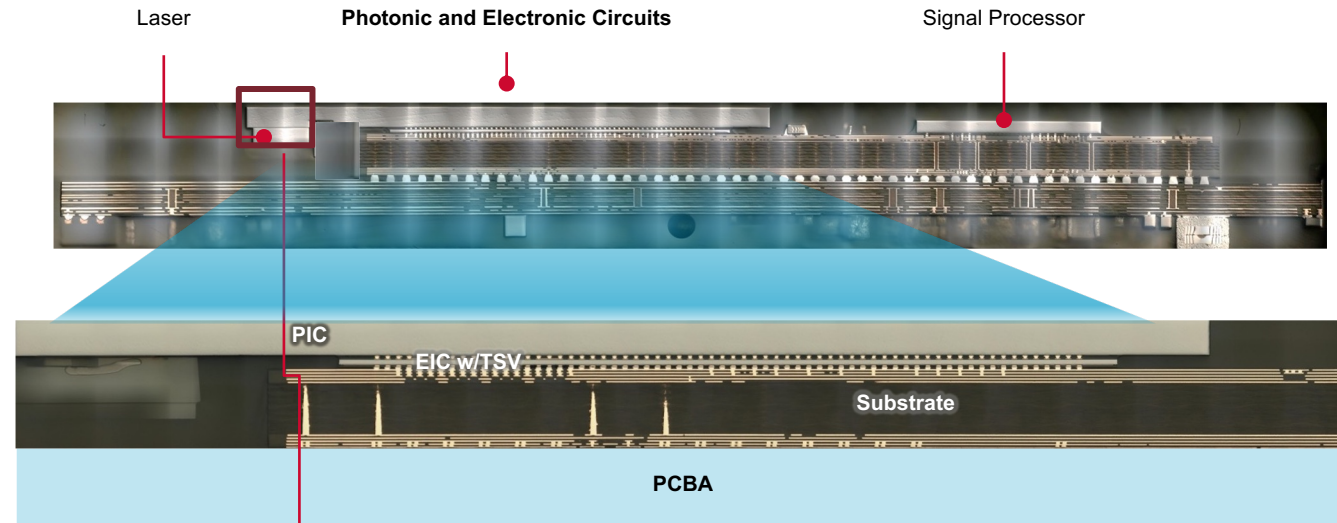 Laser
Photonic and Electronic Circuits
Signal Processor
PIC
EIC w/TSV
Substrate
PCBA